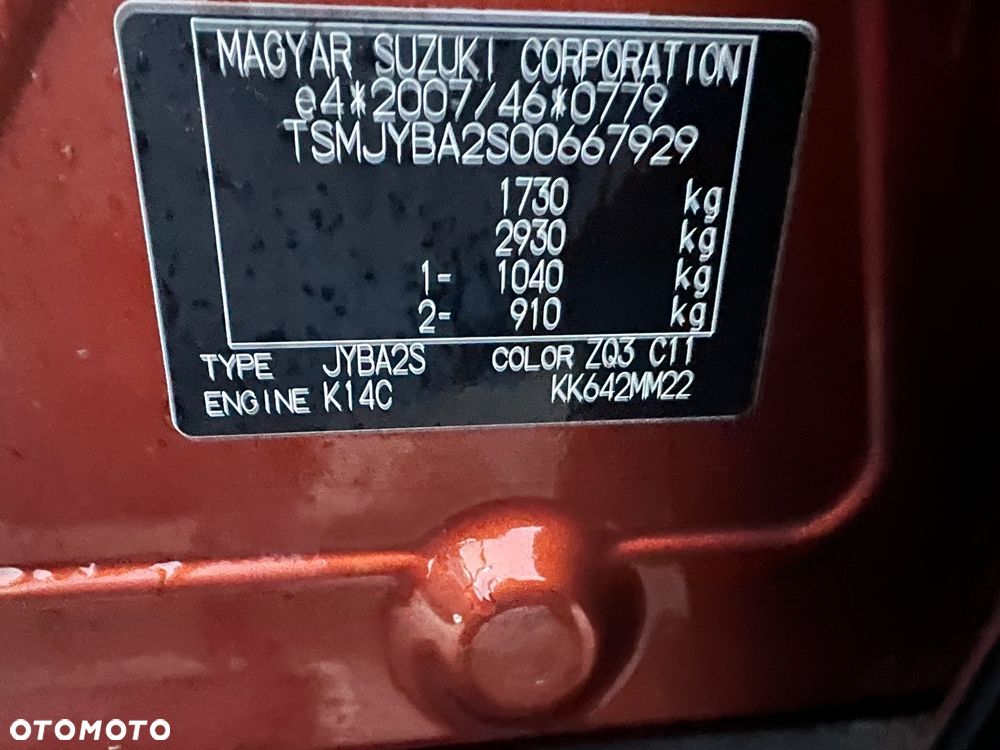 MAGYAR SUZUKI CORPORATION
e4*2007/46*0779
TSMJYBA2S00667929
1730 kg
2930 kg
1- 1040 kg
2- 910 kg
TYPE JYBA2S COLOR ZQ3 C11
ENGINE K14C KK642MM22
OTOMOTO